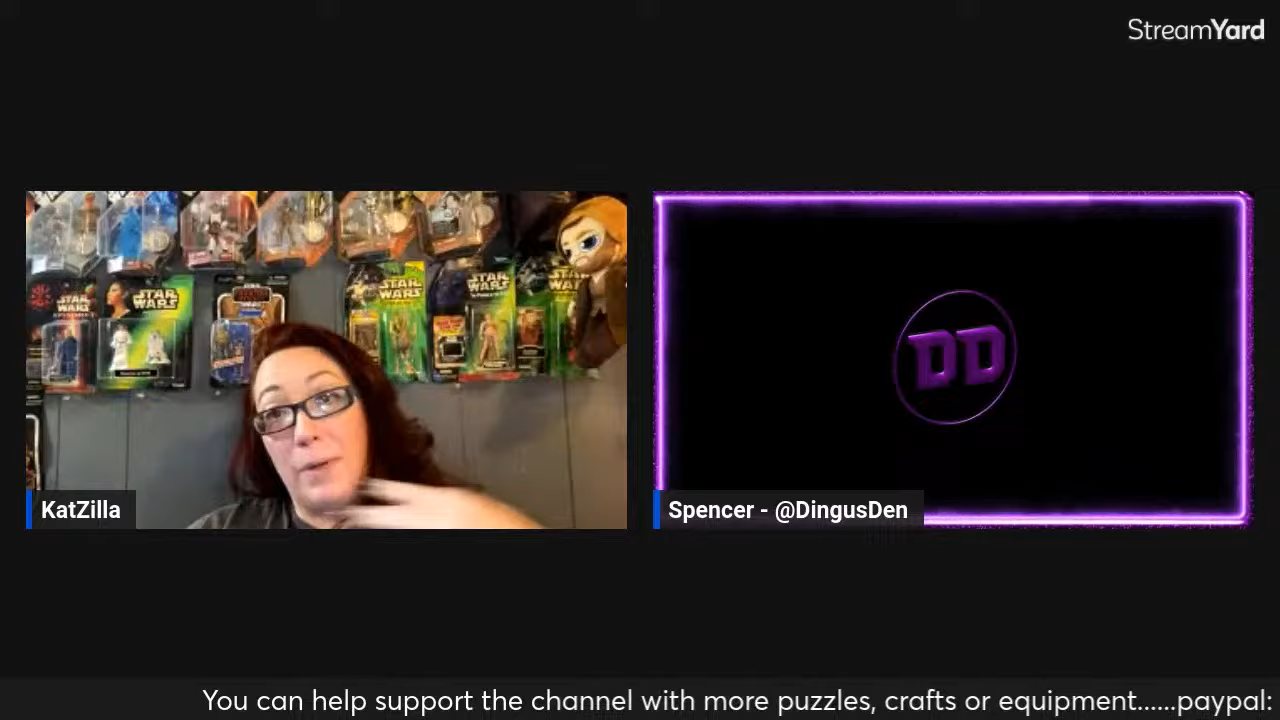 StreamYard
STAR WARS
STAR WARS
STAR WARS
STAR WARS
DD
KatZilla
Spencer - @DingusDen
You can help support the channel with more puzzles, crafts or equipment......paypal: